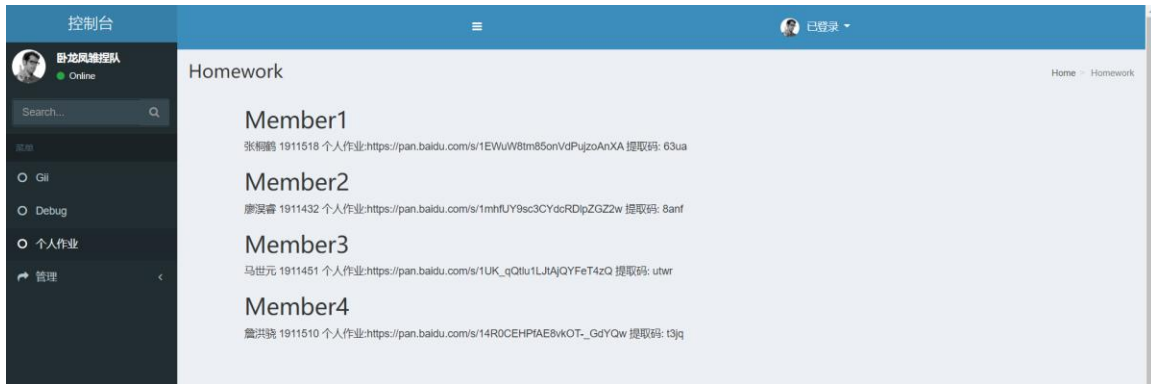 控制台
已登录
卧龙凤雏捏队
Online
Homework
Home > Homework
Search...
菜单
Gii
Debug
个人作业
管理
Member1
张桐鹤 1911518 个人作业:https://pan.baidu.com/s/1EWuW8tm85onVdPujzoAnXA 提取码: 63ua
Member2
廖淏睿 1911432 个人作业:https://pan.baidu.com/s/1mhfUY9sc3CYdcRDlpZGZ2w 提取码: 8anf
Member3
马世元 1911451 个人作业:https://pan.baidu.com/s/1UK_qQtlu1LJtAjQYFeT4zQ 提取码: utwr
Member4
詹洪骁 1911510 个人作业:https://pan.baidu.com/s/14R0CEHPfAE8vkOT-_GdYQw 提取码: t3jq